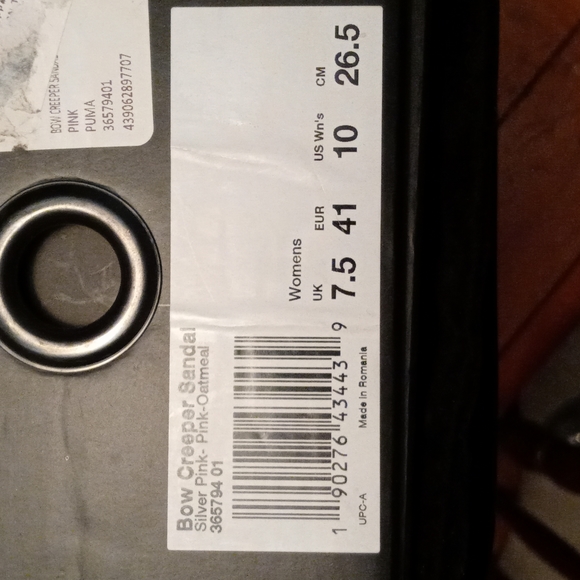 BOW CREEPER SANDAL
PINK
PUMA
36579401
439062897707
Bow Creeper Sandal
Silver Pink- Pink-Oatmeal
365794 01
1 90276 43443 9
UPC-A
Made in Romania
Womens
UK EUR US Wn's CM
7.5 41 10 26.5